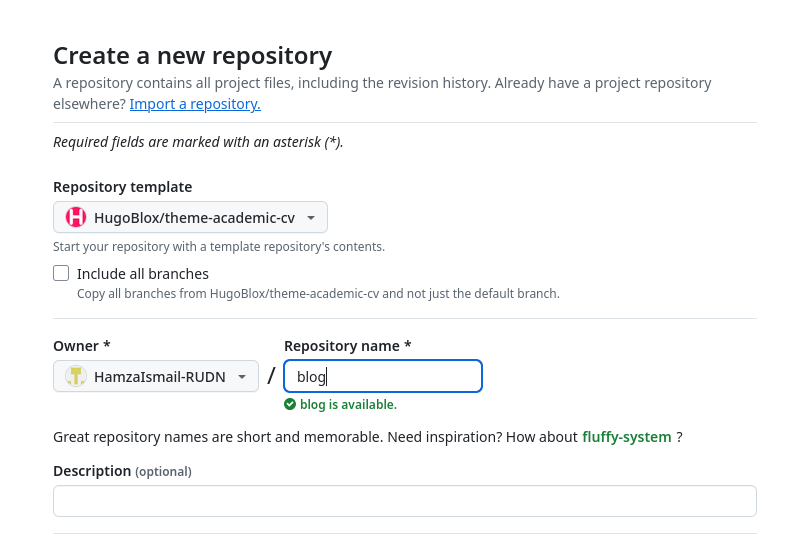 Create a new repository
A repository contains all project files, including the revision history. Already have a project repository
elsewhere? Import a repository.
Required fields are marked with an asterisk (*).
Repository template
HugoBlox/theme-academic-cv
Start your repository with a template repository's contents.
Include all branches
Copy all branches from HugoBlox/theme-academic-cv and not just the default branch.
Owner * Repository name *
HamzaIsmail-RUDN / blog
blog is available.
Great repository names are short and memorable. Need inspiration? How about fluffy-system ?
Description (optional)